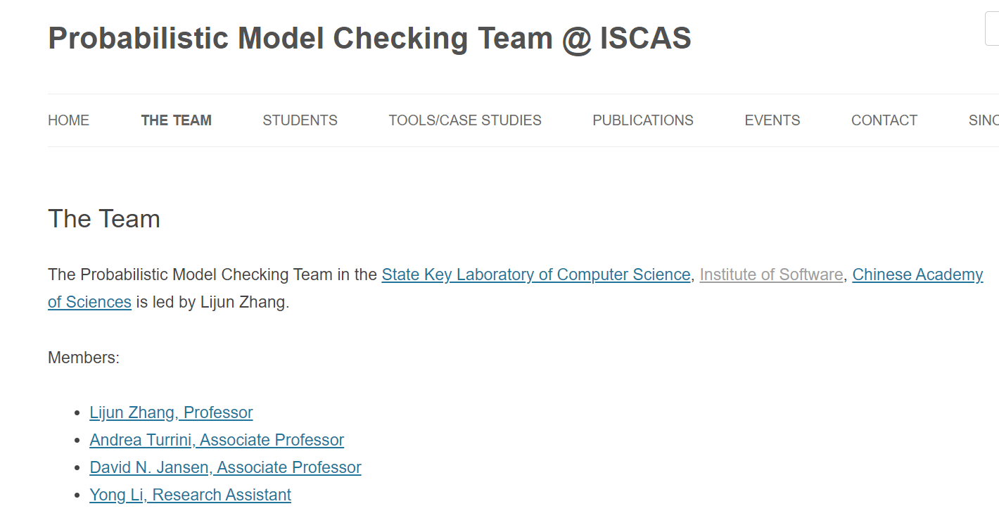 Probabilistic Model Checking Team @ ISCAS
HOME THE TEAM STUDENTS TOOLS/CASE STUDIES PUBLICATIONS EVENTS CONTACT
The Team
The Probabilistic Model Checking Team in the State Key Laboratory of Computer Science, Institute of Software, Chinese Academy
of Sciences is led by Lijun Zhang.
Members:
Lijun Zhang, Professor
Andrea Turrini, Associate Professor
David N. Jansen, Associate Professor
Yong Li, Research Assistant